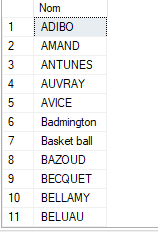 Nom
1 ADIBO
2 AMAND
3 ANTUNES
4 AUVRAY
5 AVICE
6 Badmington
7 Basket ball
8 BAZOUD
9 BECQUET
10 BELLAMY
11 BELUAU